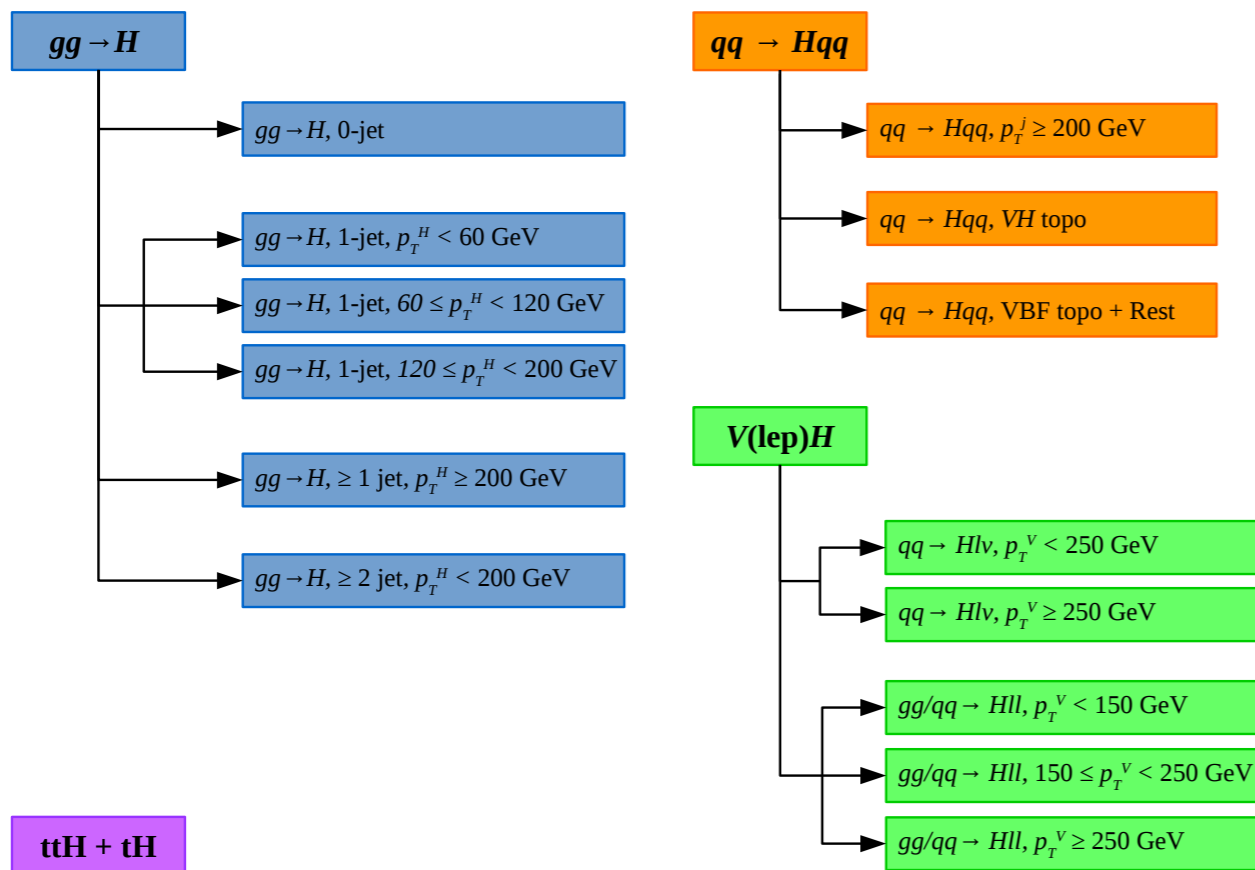 gg→H
gg→H, 0-jet
gg→H, 1-jet, p_T^H < 60 GeV
gg→H, 1-jet, 60 ≤ p_T^H < 120 GeV
gg→H, 1-jet, 120 ≤ p_T^H < 200 GeV
gg→H, ≥ 1 jet, p_T^H ≥ 200 GeV
gg→H, ≥ 2 jet, p_T^H < 200 GeV
ttH + tH
qq → Hqq
qq → Hqq, p_T^j ≥ 200 GeV
qq → Hqq, VH topo
qq → Hqq, VBF topo + Rest
V(lep)H
qq→ Hlν, p_T^V < 250 GeV
qq→ Hlν, p_T^V ≥ 250 GeV
gg/qq→ Hll, p_T^V < 150 GeV
gg/qq→ Hll, 150 ≤ p_T^V < 250 GeV
gg/qq→ Hll, p_T^V ≥ 250 GeV